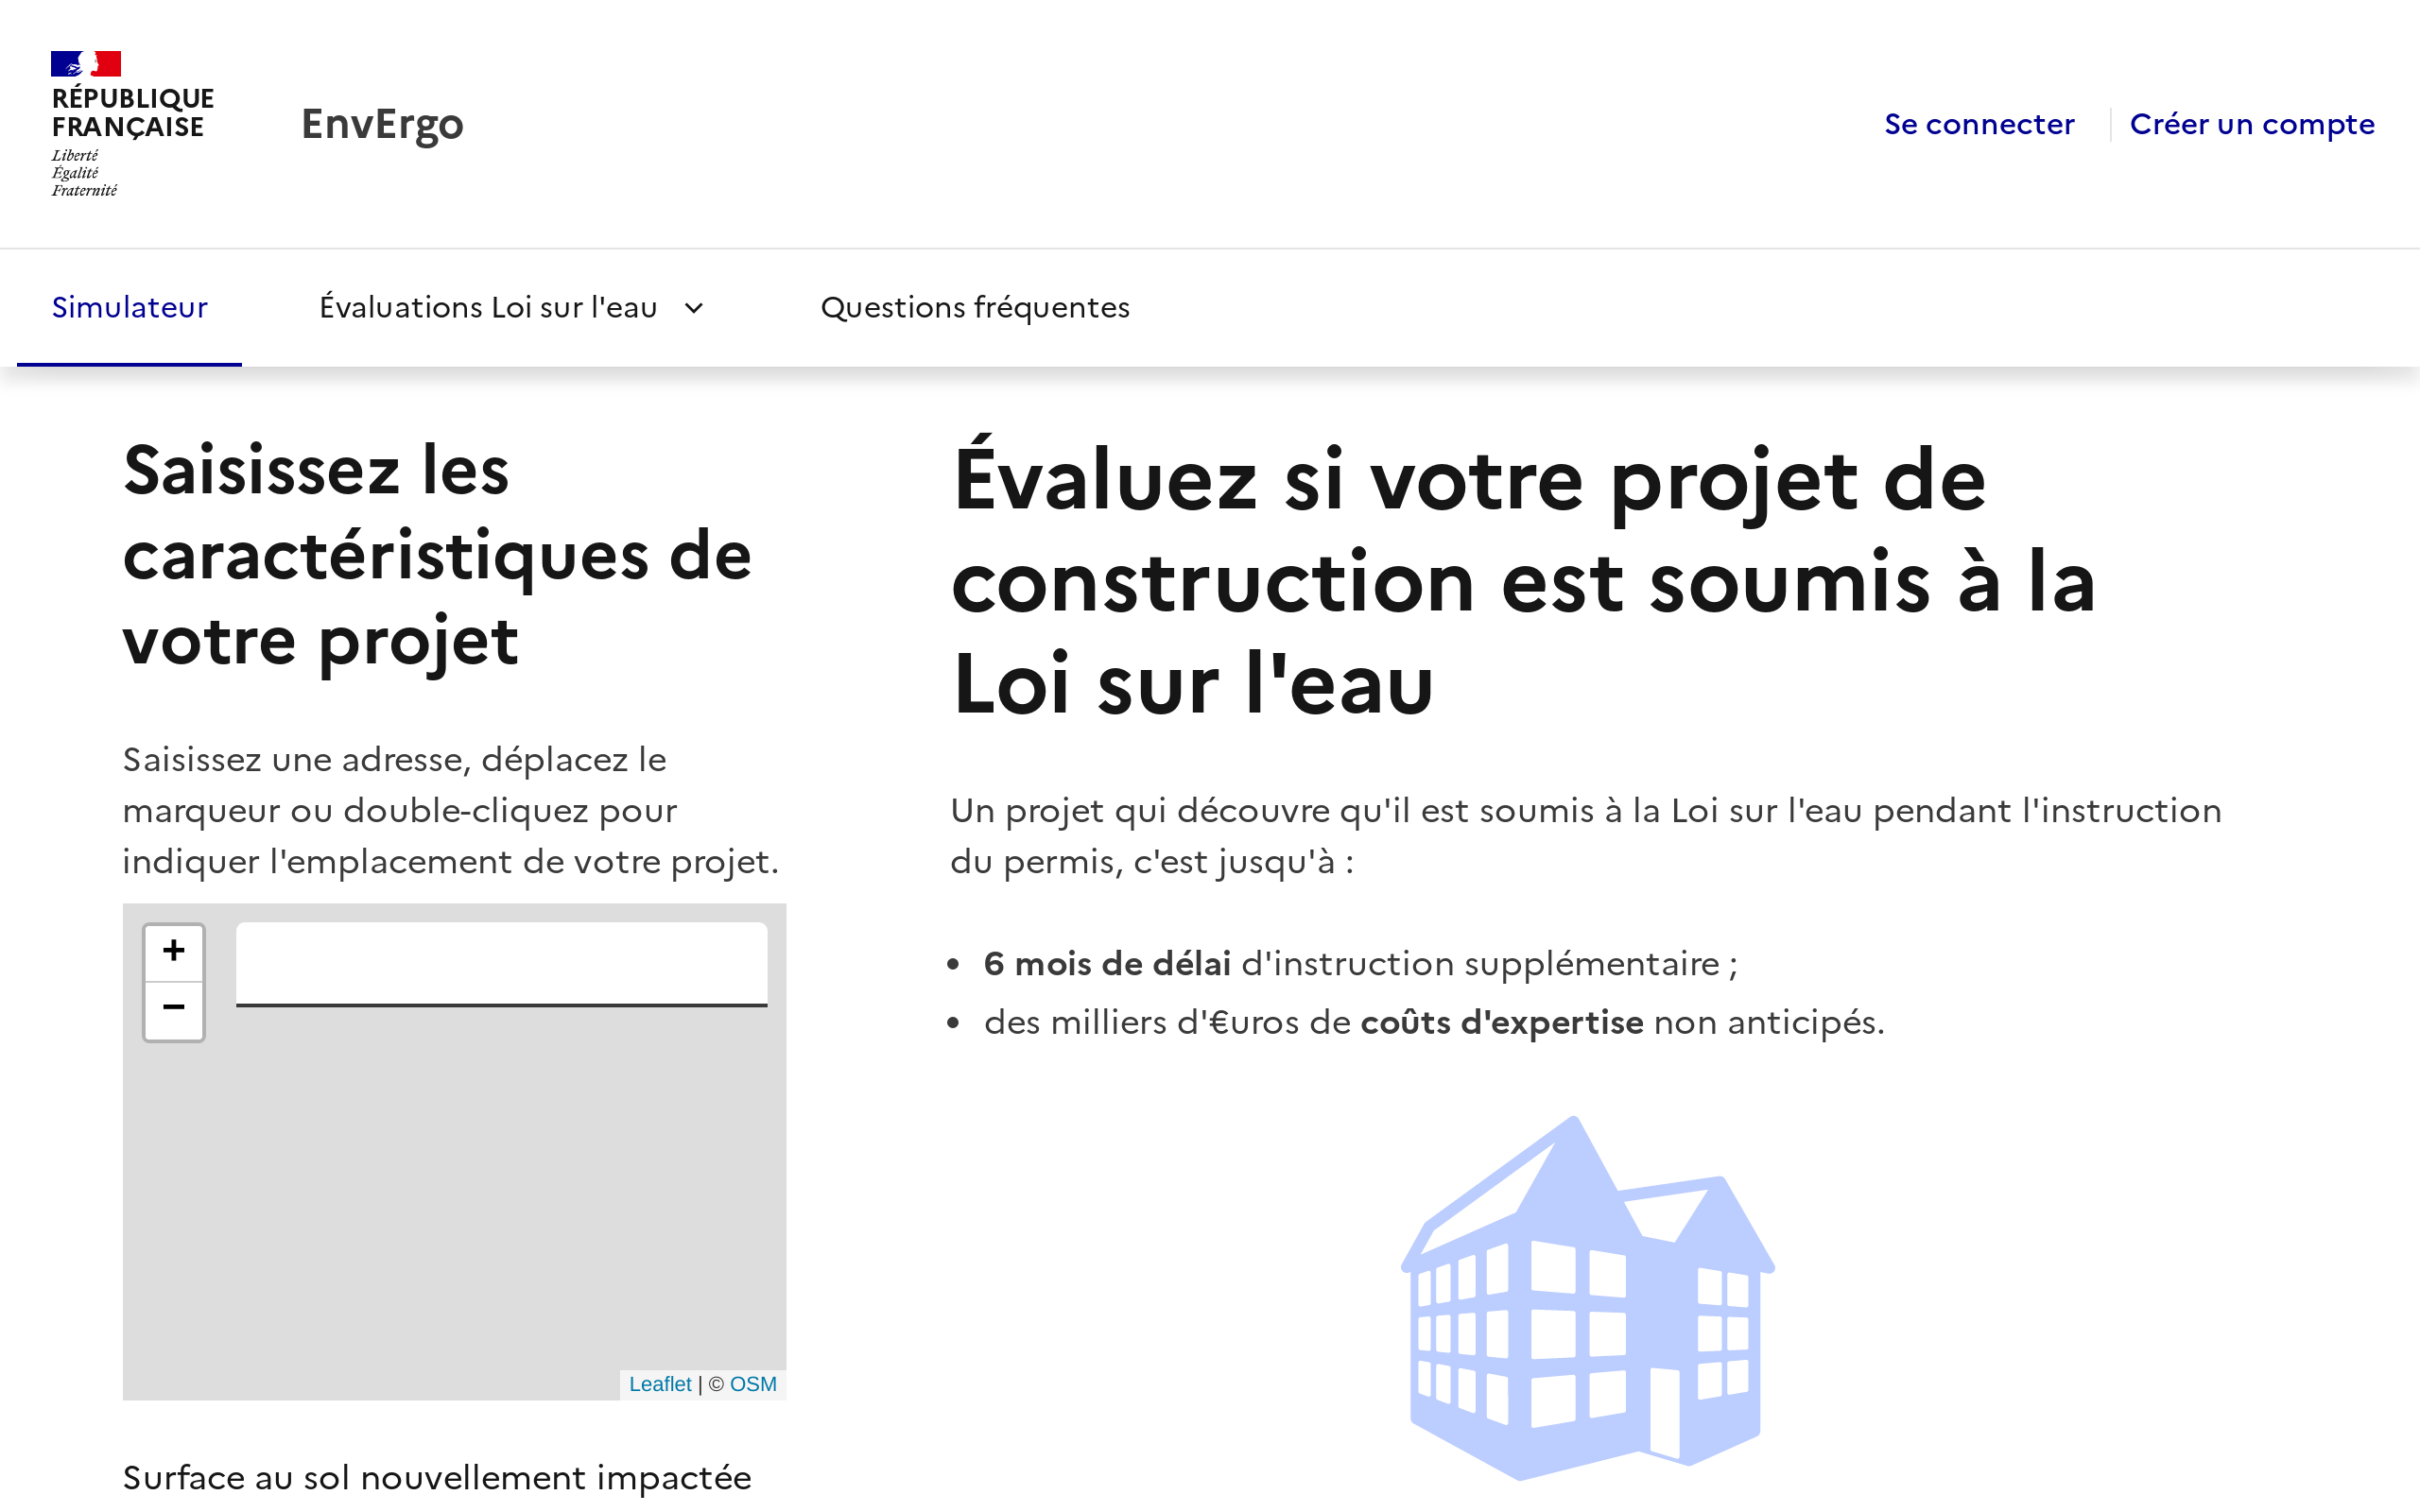 RÉPUBLIQUE
FRANÇAISE
Liberté
Égalité
Fraternité
EnvErgo
Se connecter
Créer un compte
Simulateur
Évaluations Loi sur l'eau
Questions fréquentes
Saisissez les
caractéristiques de
votre projet
Saisissez une adresse, déplacez le
marqueur ou double-cliquez pour
indiquer l'emplacement de votre projet.
+
−
Leaflet | © OSM
Surface au sol nouvellement impactée
Évaluez si votre projet de
construction est soumis à la
Loi sur l'eau
Un projet qui découvre qu'il est soumis à la Loi sur l'eau pendant l'instruction
du permis, c'est jusqu'à :
• 6 mois de délai d'instruction supplémentaire ;
• des milliers d'€uros de coûts d'expertise non anticipés.